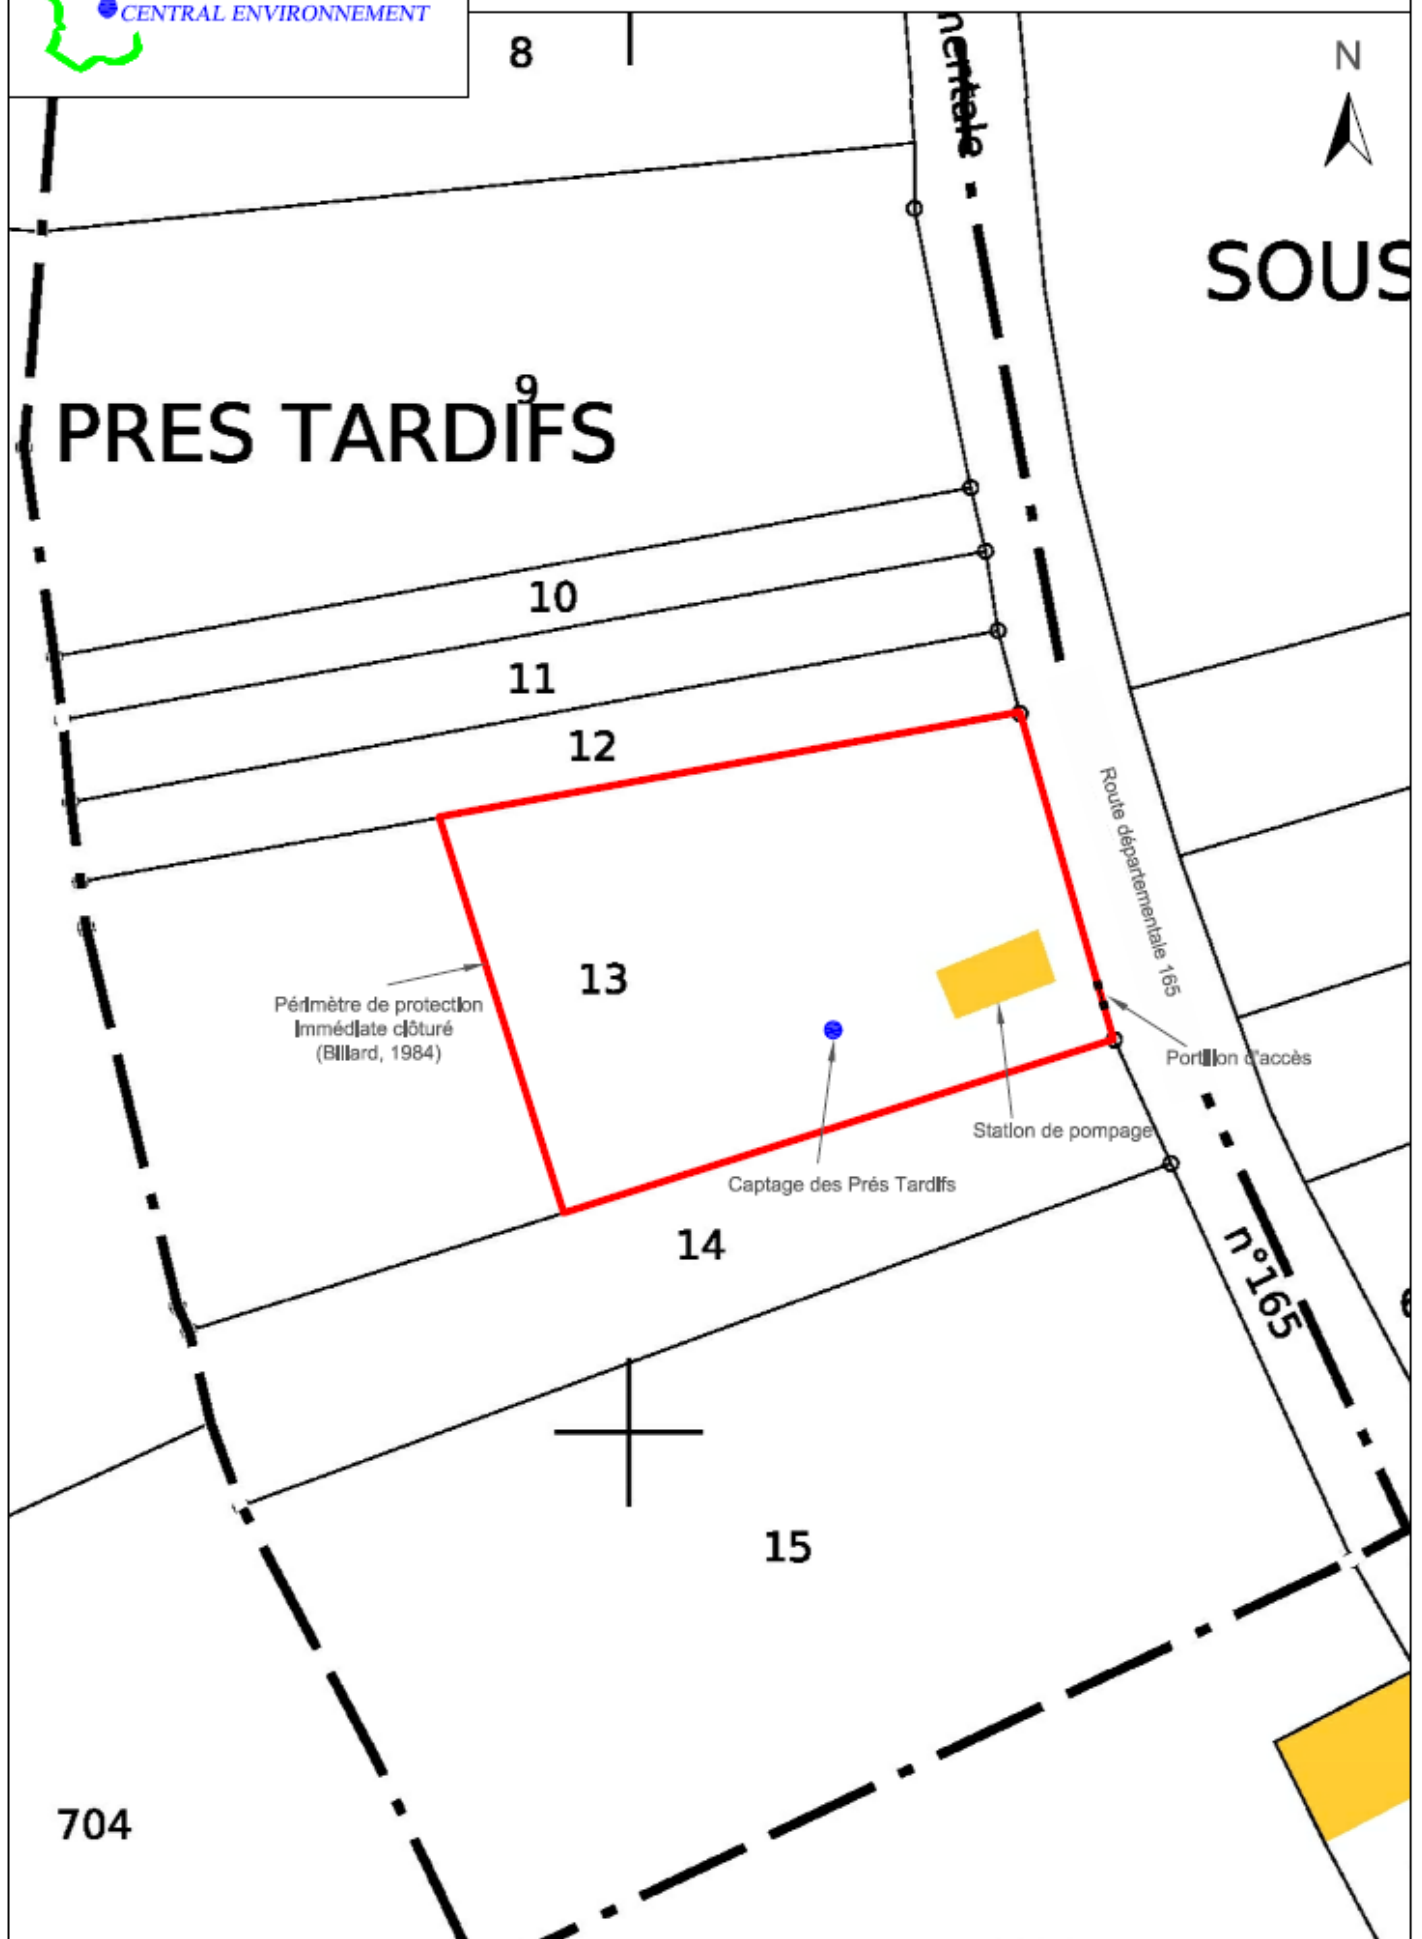 CENTRAL ENVIRONNEMENT
8
N
SOUS
9
PRES TARDIFS
10
11
12
Route départementale 165
13
Périmètre de protection
Immédiate clôturé
(Billard, 1984)
Portillon d'accès
Station de pompage
Captage des Prés Tardifs
14
n°165
15
704